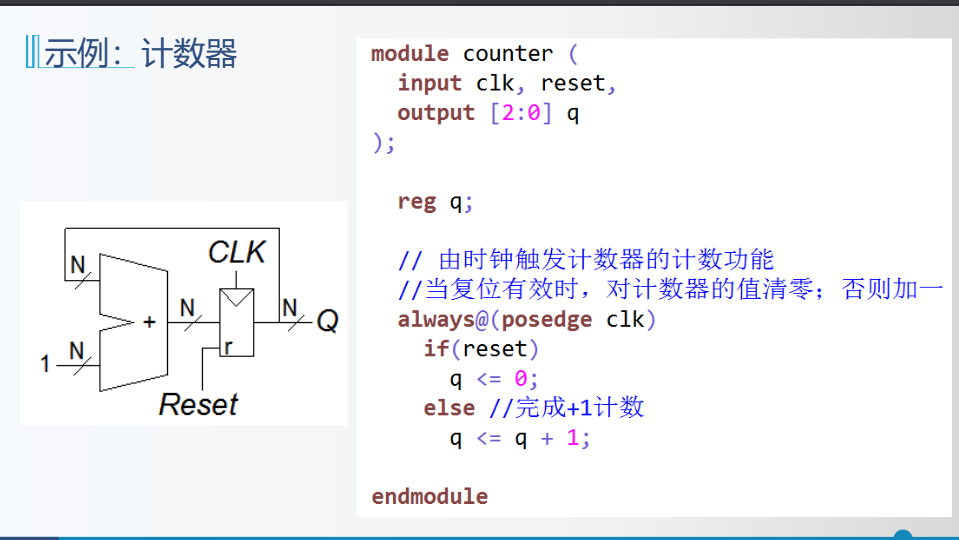 示例：计数器
module counter (
input clk, reset,
output [2:0] q
);
reg q;
// 由时钟触发计数器的计数功能
//当复位有效时，对计数器的值清零；否则加一
always@(posedge clk)
if(reset)
q <= 0;
else //完成+1计数
q <= q + 1;
endmodule
CLK
N
+
N
N
Q
r
1
N
Reset